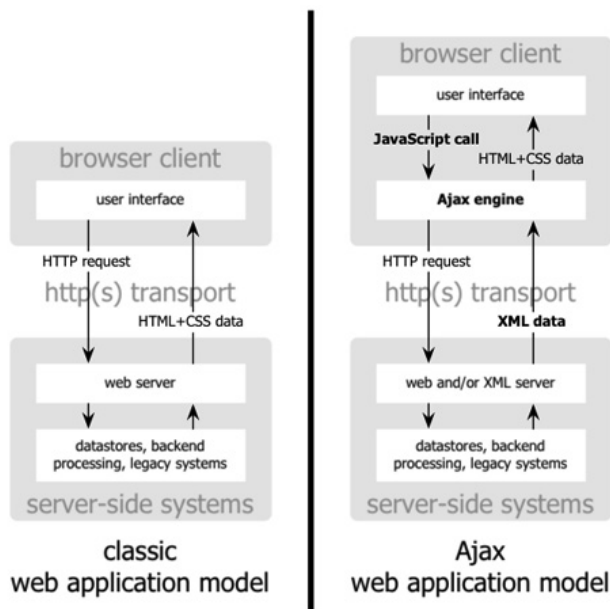 browser client
user interface
HTTP request
http(s) transport
HTML+CSS data
web server
datastores, backend
processing, legacy systems
server-side systems
classic
web application model
browser client
user interface
JavaScript call
HTML+CSS data
Ajax engine
HTTP request
http(s) transport
XML data
web and/or XML server
datastores, backend
processing, legacy systems
server-side systems
Ajax
web application model